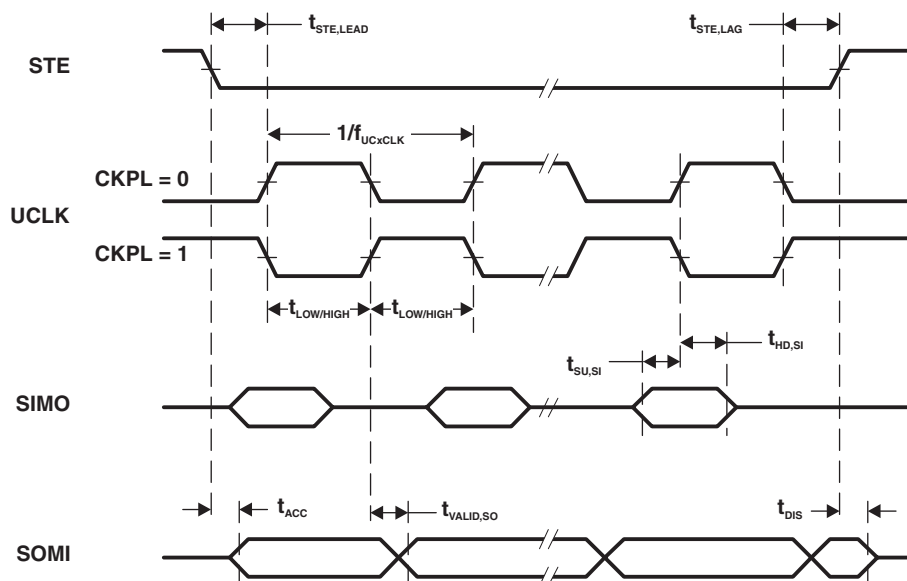 tSTE,LEAD
tSTE,LAG
STE
1/fUCxCLK
CKPL = 0
UCLK
CKPL = 1
tLOW/HIGH tLOW/HIGH
tHD,SI
tSU,SI
SIMO
tACC
tVALID,SO
tDIS
SOMI